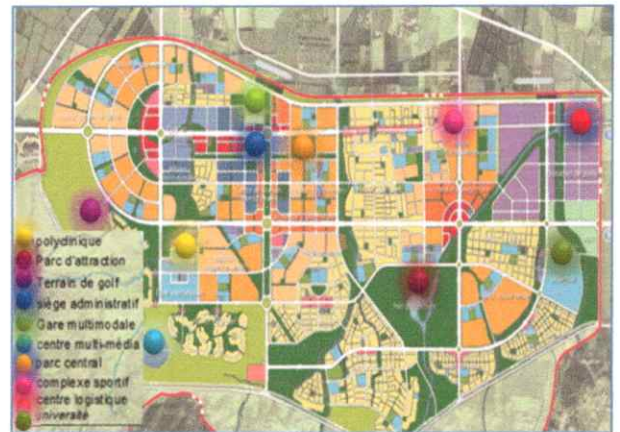 polyclinique
Parc d'attraction
Terrain de golf
siège administratif
Gare multimodale
centre multi-média
parc central
complexe sportif
centre logistique
université